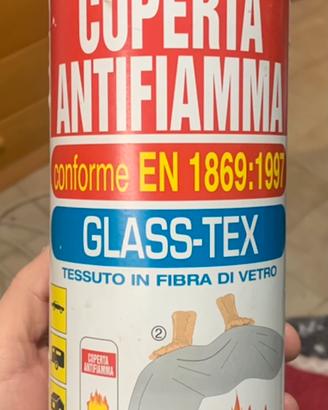 COPERTA
ANTIFIAMMA
conforme EN 1869:1997
GLASS-TEX
TESSUTO IN FIBRA DI VETRO
②
COPERTA
ANTIFIAMMA